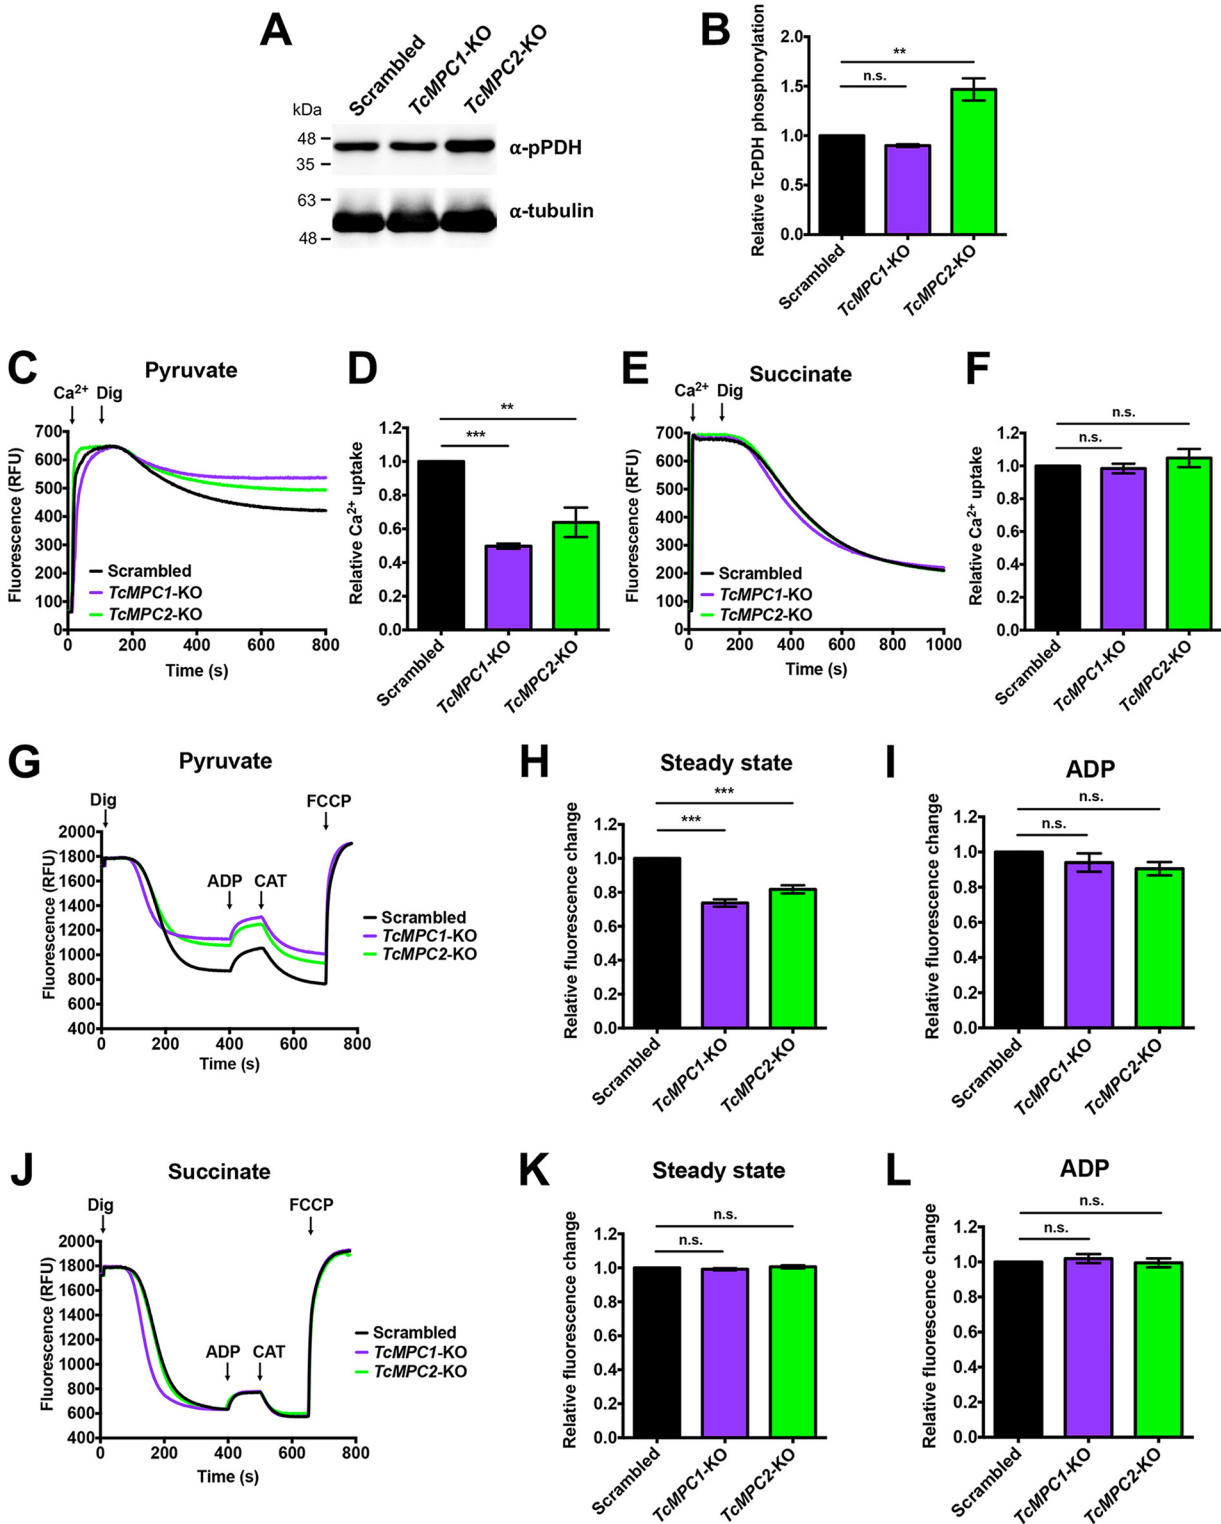 A
Scrambled
TcMPC1-KO
TcMPC2-KO
kDa
48
35
α-pPDH
63
48
α-tubulin
B
Relative TcPDH phosphorylation
2.0
1.5
1.0
0.5
0.0
**
n.s.
Scrambled
TcMPC1-KO
TcMPC2-KO
C
Pyruvate
Ca2+ Dig
Fluorescence (RFU)
700
600
500
400
300
200
100
0
Scrambled
TcMPC1-KO
TcMPC2-KO
0 200 400 600 800
Time (s)
D
Relative Ca2+ uptake
1.2
1.0
0.8
0.6
0.4
0.2
0.0
**
***
Scrambled
TcMPC1-KO
TcMPC2-KO
E
Succinate
Ca2+ Dig
Fluorescence (RFU)
700
600
500
400
300
200
100
0
Scrambled
TcMPC1-KO
TcMPC2-KO
0 200 400 600 800 1000
Time (s)
F
Relative Ca2+ uptake
1.2
1.0
0.8
0.6
0.4
0.2
0.0
n.s.
n.s.
Scrambled
TcMPC1-KO
TcMPC2-KO
G
Pyruvate
Dig
FCCP
ADP CAT
Fluorescence (RFU)
2000
1800
1600
1400
1200
1000
800
600
400
Scrambled
TcMPC1-KO
TcMPC2-KO
0 200 400 600 800
Time (s)
H
Steady state
Relative fluorescence change
1.2
1.0
0.8
0.6
0.4
0.2
0.0
***
***
Scrambled
TcMPC1-KO
TcMPC2-KO
I
ADP
Relative fluorescence change
1.2
1.0
0.8
0.6
0.4
0.2
0.0
n.s.
n.s.
Scrambled
TcMPC1-KO
TcMPC2-KO
J
Succinate
Dig
FCCP
ADP CAT
Fluorescence (RFU)
2000
1800
1600
1400
1200
1000
800
600
400
Scrambled
TcMPC1-KO
TcMPC2-KO
0 200 400 600 800
Time (s)
K
Steady state
Relative fluorescence change
1.2
1.0
0.8
0.6
0.4
0.2
0.0
n.s.
n.s.
Scrambled
TcMPC1-KO
TcMPC2-KO
L
ADP
Relative fluorescence change
1.2
1.0
0.8
0.6
0.4
0.2
0.0
n.s.
n.s.
Scrambled
TcMPC1-KO
TcMPC2-KO